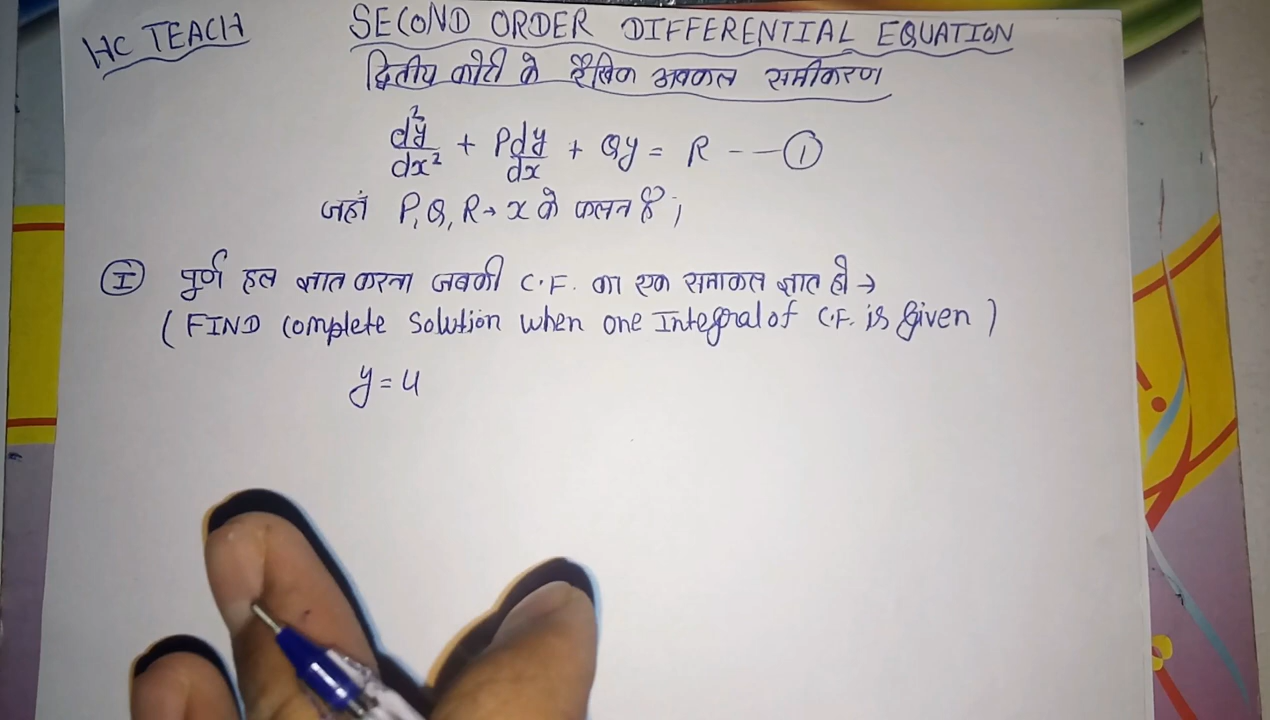 HC TEACH
SECOND ORDER DIFFERENTIAL EQUATION
द्वितीय कोटी के रैखिक अवकल समीकरण
d²y/dx² + P dy/dx + Qy = R --- ①
जहाँ P, Q, R → x के फलन है ;
Ⓘ पुर्ण हल ज्ञात करना जबकी C.F. का एक समाकल ज्ञात हो →
( FIND Complete Solution when one Integral of C.F. is given )
y = u